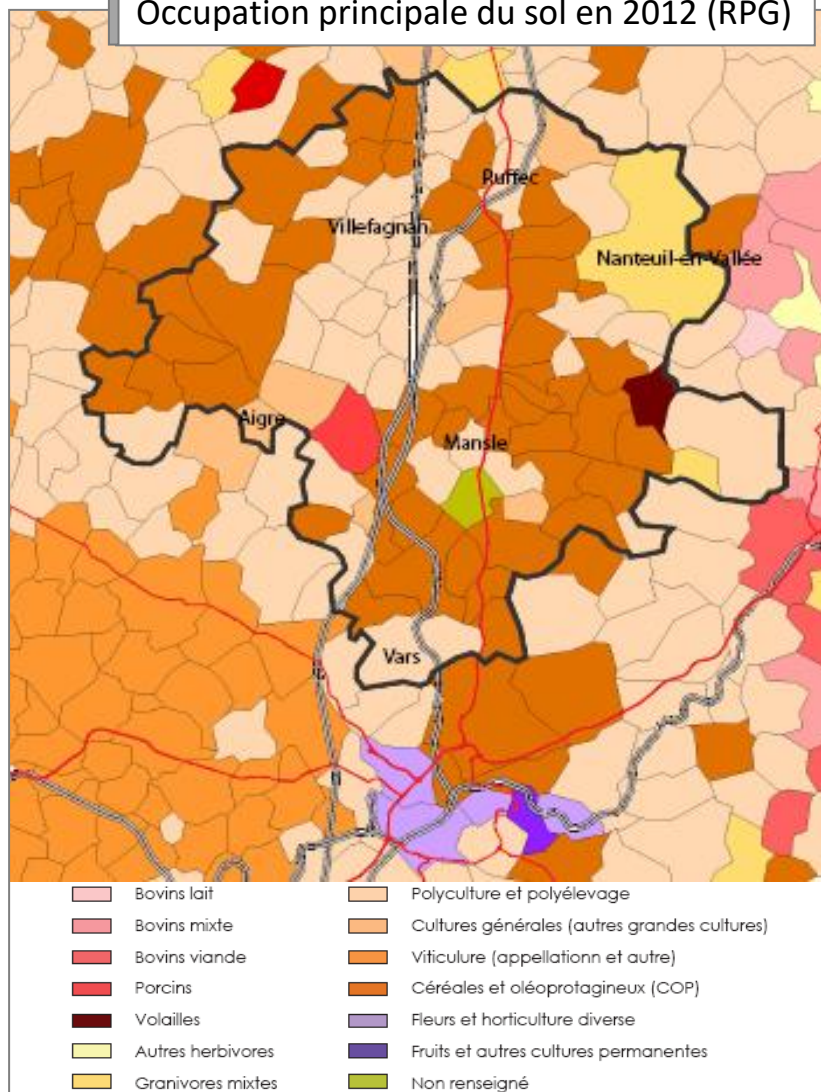 Occupation principale du sol en 2012 (RPG)
Ruffec
Villefagnan
Nanteuil-en-Vallée
Aigre
Mansle
Vars
Bovins lait
Bovins mixte
Bovins viande
Porcins
Volailles
Autres herbivores
Granivores mixtes
Polyculture et polyélevage
Cultures générales (autres grandes cultures)
Viticulure (appellationn et autre)
Céréales et oléoprotagineux (COP)
Fleurs et horticulture diverse
Fruits et autres cultures permanentes
Non renseigné